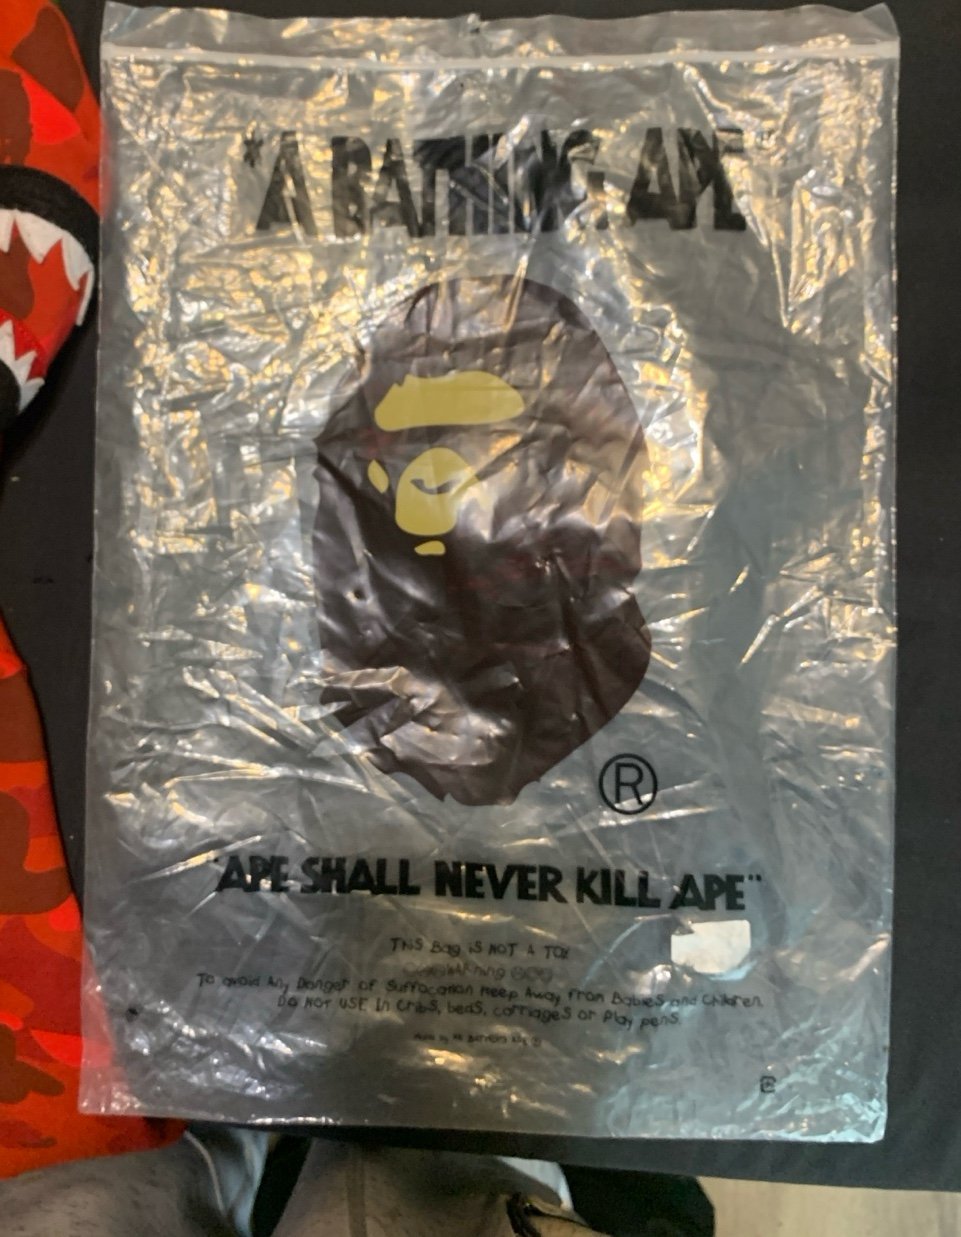 "A BATHING APE"
®
"APE SHALL NEVER KILL APE"
THIS Bag is NOT A TOY
WARning
To avoid Any Danger of Suffocation Keep Away from Babies and Children.
DO NOT USE In Cribs, beds, carriages or Play pens.